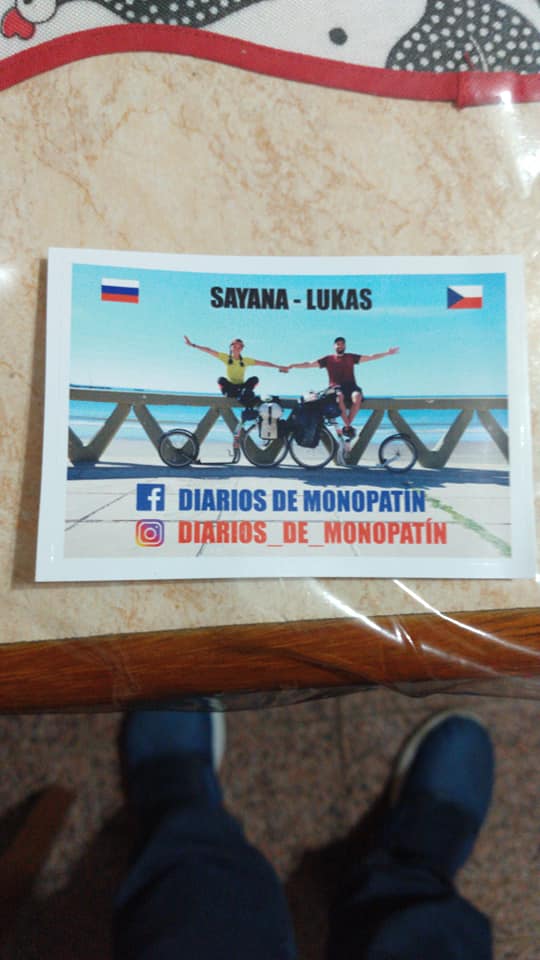 SAYANA - LUKAS
DIARIOS DE MONOPATÍN
DIARIOS_DE_MONOPATÍN